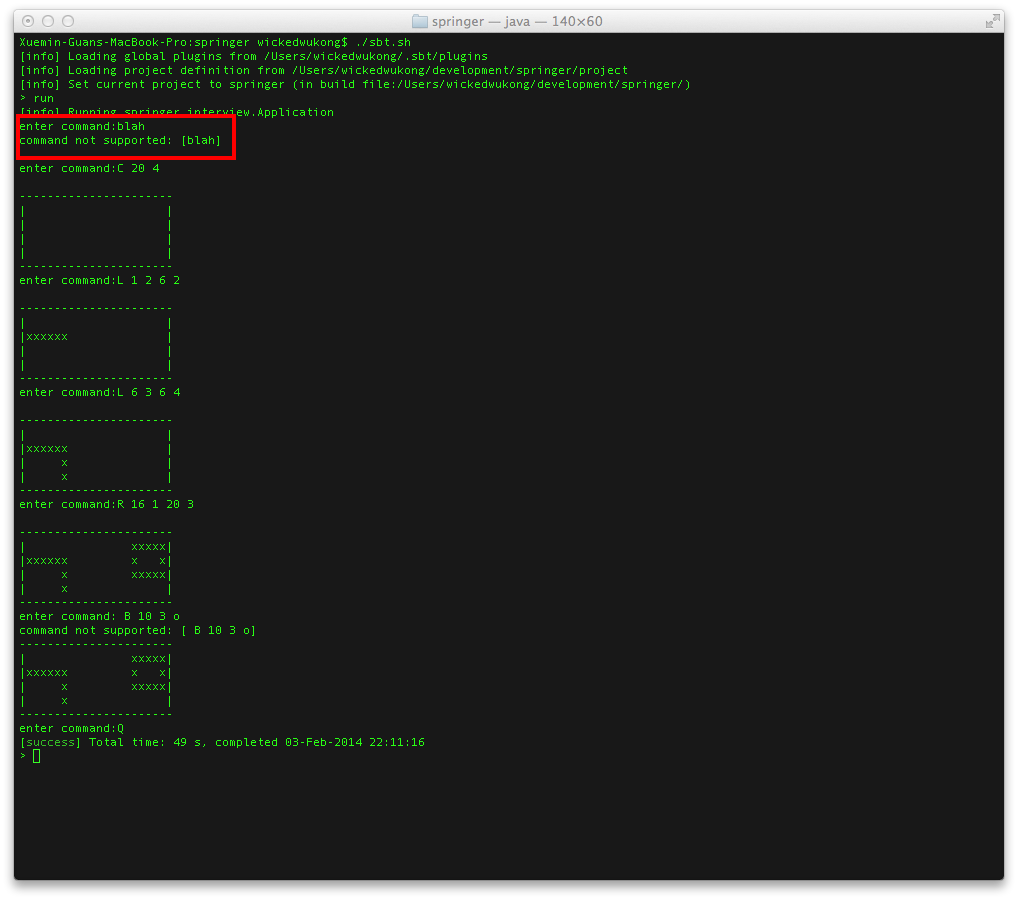 springer — java — 140×60
Xuemin-Guans-MacBook-Pro:springer wickedwukong$ ./sbt.sh
[info] Loading global plugins from /Users/wickedwukong/.sbt/plugins
[info] Loading project definition from /Users/wickedwukong/development/springer/project
[info] Set current project to springer (in build file:/Users/wickedwukong/development/springer/)
> run
[info] Running springer.interview.Application
enter command:blah
command not supported: [blah]
enter command:C 20 4
----------------------
|                    |
|                    |
|                    |
|                    |
----------------------
enter command:L 1 2 6 2
----------------------
|                    |
|xxxxxx              |
|                    |
|                    |
----------------------
enter command:L 6 3 6 4
----------------------
|                    |
|xxxxxx              |
|     x              |
|     x              |
----------------------
enter command:R 16 1 20 3
----------------------
|               xxxxx|
|xxxxxx         x   x|
|     x         xxxxx|
|     x              |
----------------------
enter command: B 10 3 o
command not supported: [ B 10 3 o]
----------------------
|               xxxxx|
|xxxxxx         x   x|
|     x         xxxxx|
|     x              |
----------------------
enter command:Q
[success] Total time: 49 s, completed 03-Feb-2014 22:11:16
>